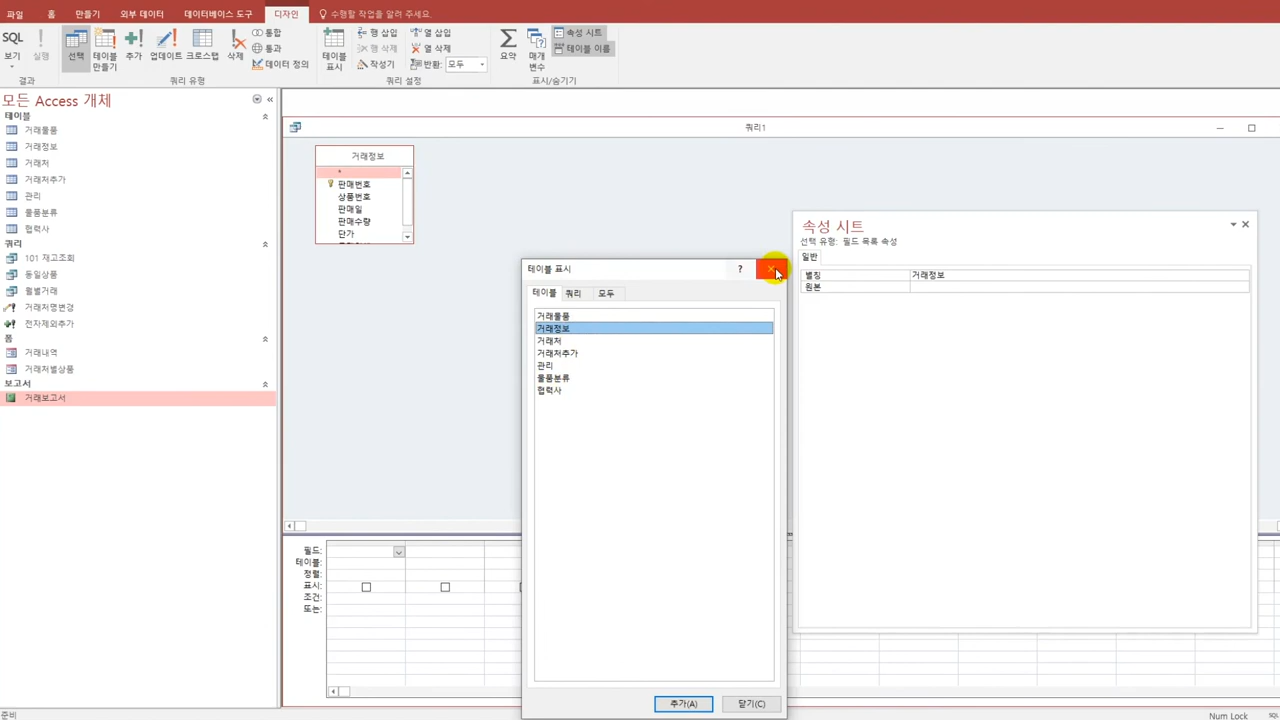 파일 홈 만들기 외부 데이터 데이터베이스 도구 디자인 수행할 작업을 알려 주세요.
SQL
보기 실행 선택 테이블 만들기 추가 업데이트 크로스탭 삭제
통합
통과
데이터 정의
테이블 표시
행 삽입
행 삭제
작성기
열 삽입
열 삭제
반환: 모두
요약
매개 변수
속성 시트
테이블 이름
결과 쿼리 유형 쿼리 설정 표시/숨기기
모든 Access 개체
테이블
거래물품
거래정보
거래처
거래처추가
관리
물품분류
협력사
쿼리
101 재고조회
동일상품
월별거래
거래처명변경
전자제외추가
폼
거래내역
거래처별상품
보고서
거래보고서
쿼리1
거래정보
*
판매번호
상품번호
판매일
판매수량
단가
테이블 표시
?
테이블 쿼리 모두
거래물품
거래정보
거래처
거래처추가
관리
물품분류
협력사
추가(A) 닫기(C)
속성 시트
선택 유형: 필드 목록 속성
일반
별칭 거래정보
원본
필드:
테이블:
정렬:
표시:
조건:
또는:
준비
Num Lock